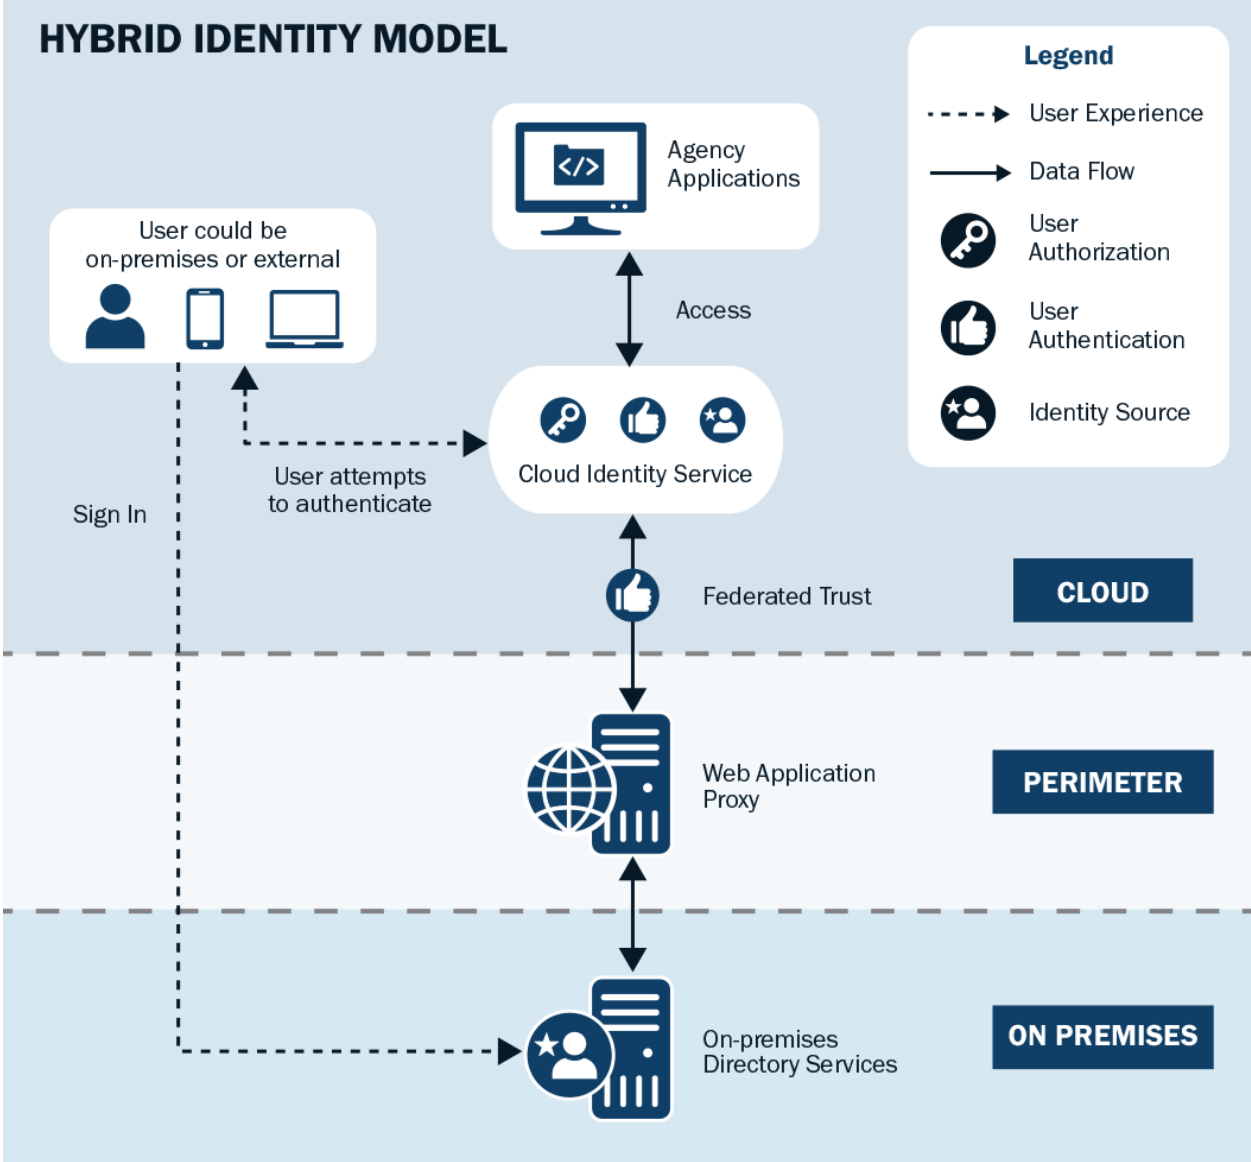 HYBRID IDENTITY MODEL
Legend
User Experience
Data Flow
User
Authorization
User
Authentication
Identity Source
Agency
Applications
</>
User could be
on-premises or external
Access
Cloud Identity Service
User attempts
to authenticate
Sign In
Federated Trust
CLOUD
Web Application
Proxy
PERIMETER
On-premises
Directory Services
ON PREMISES